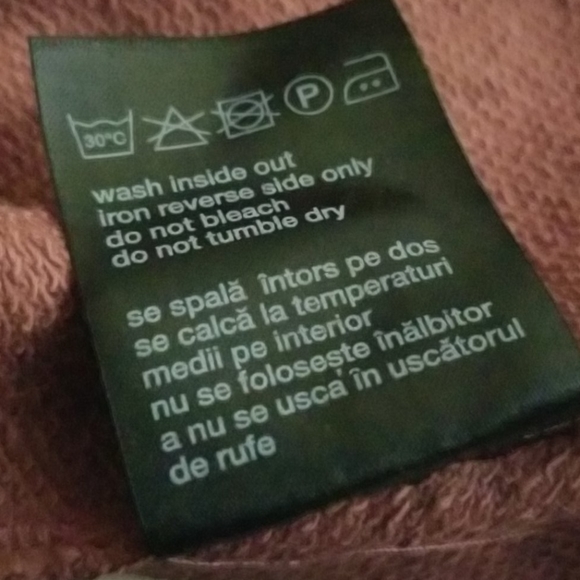 30°C P
wash inside out
iron reverse side only
do not bleach
do not tumble dry
se spală întors pe dos
se calcă la temperaturi
medii pe interior
nu se folosește înălbitor
a nu se usca în uscătorul
de rufe